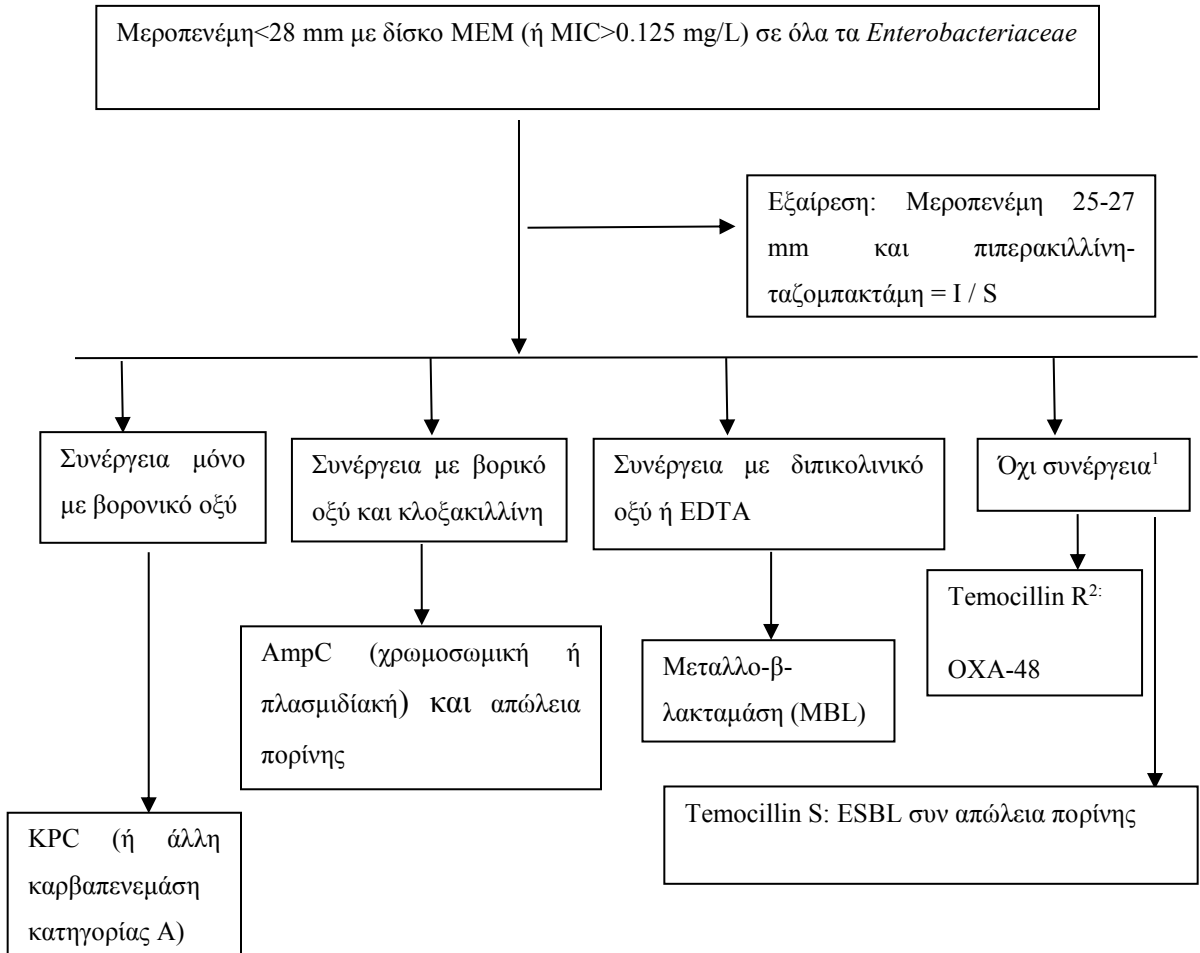 Μεροπενέμη<28 mm με δίσκο MEM (ή MIC>0.125 mg/L) σε όλα τα Enterobacteriaceae
Εξαίρεση: Μεροπενέμη 25-27
mm και πιπερακιλλίνη-
ταζομπακτάμη = I / S
Συνέργεια μόνο
με βορονικό οξύ
Συνέργεια με βορικό
οξύ και κλοξακιλλίνη
Συνέργεια με διπικολινικό
οξύ ή EDTA
Όχι συνέργεια1
Temocillin R2:
OXA-48
AmpC (χρωμοσωμική ή
πλασμιδίακή) και απώλεια
πορίνης
Μεταλλο-β-
λακταμάση (MBL)
Temocillin S: ESBL συν απώλεια πορίνης
KPC (ή άλλη
καρβαπενεμάση
κατηγορίας Α)